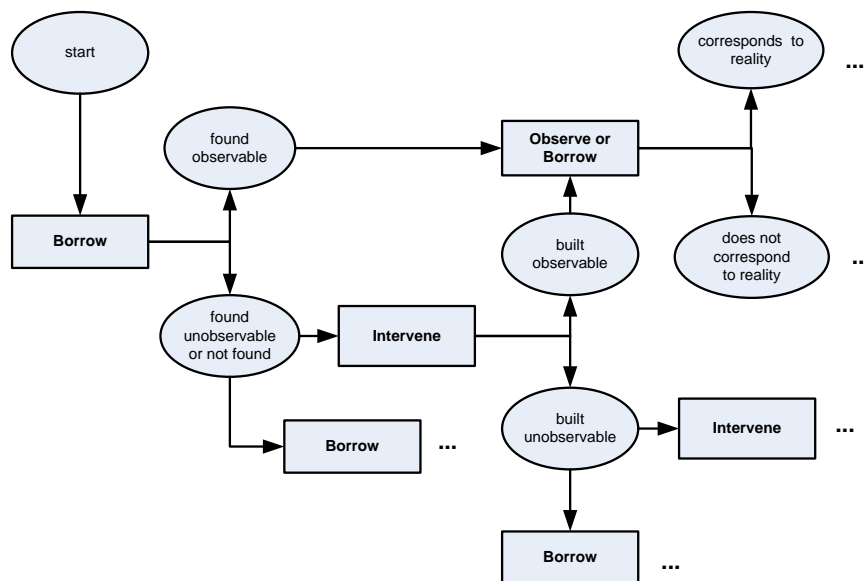 start
corresponds to
reality
...
found
observable
Observe or
Borrow
Borrow
built
observable
does not
correspond
to reality
..
found
unobservable
or not found
Intervene
built
unobservable
Intervene
...
Borrow
...
Borrow
...